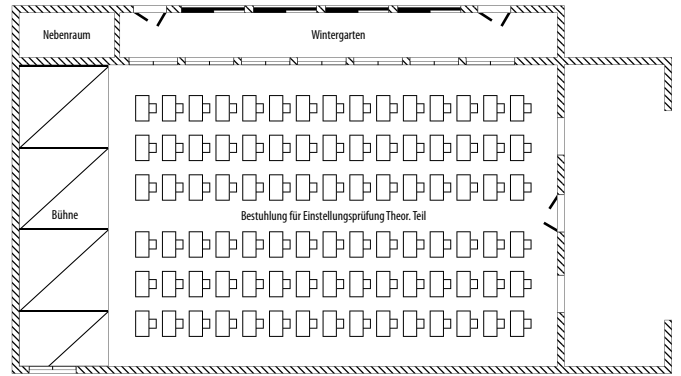 Nebenraum
Wintergarten
Bühne
Bestuhlung für Einstellungsprüfung Theor. Teil